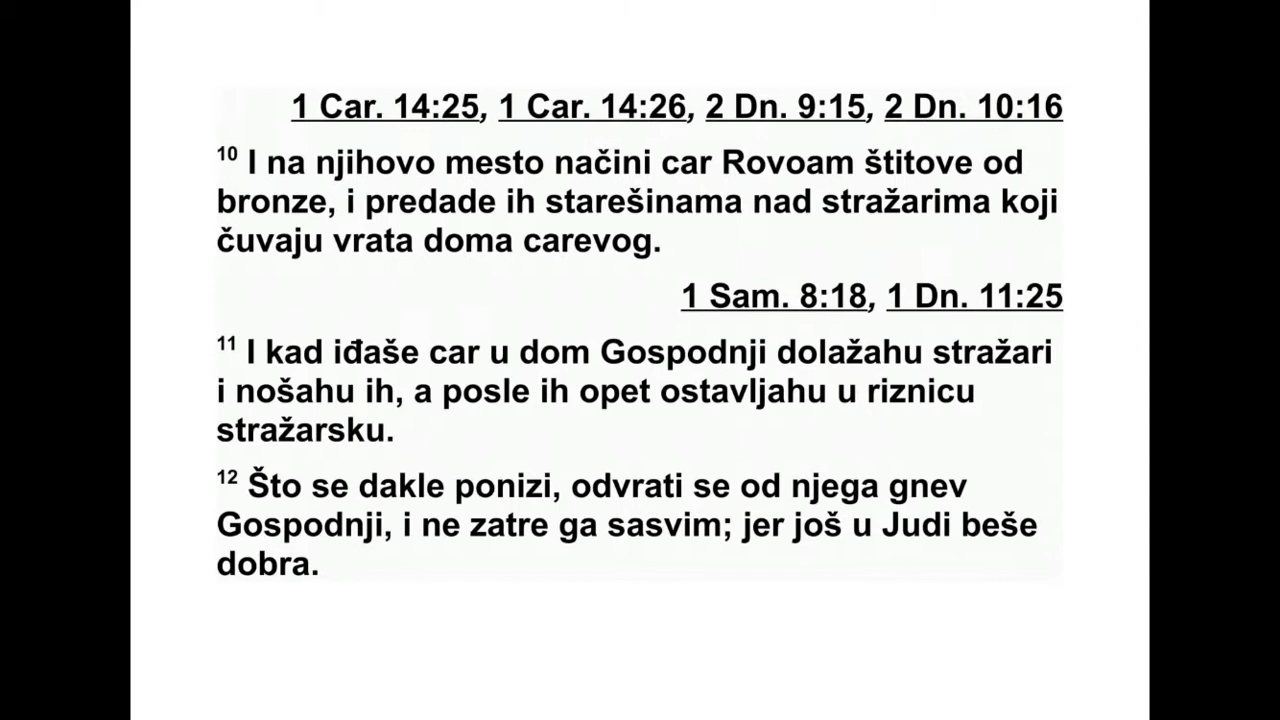 1 Car. 14:25, 1 Car. 14:26, 2 Dn. 9:15, 2 Dn. 10:16
10 I na njihovo mesto načini car Rovoam štitove od
bronze, i predade ih starešinama nad stražarima koji
čuvaju vrata doma carevog.
1 Sam. 8:18, 1 Dn. 11:25
11 I kad iđaše car u dom Gospodnji dolažahu stražari
i nošahu ih, a posle ih opet ostavljahu u riznicu
stražarsku.
12 Što se dakle ponizi, odvrati se od njega gnev
Gospodnji, i ne zatre ga sasvim; jer još u Judi beše
dobra.